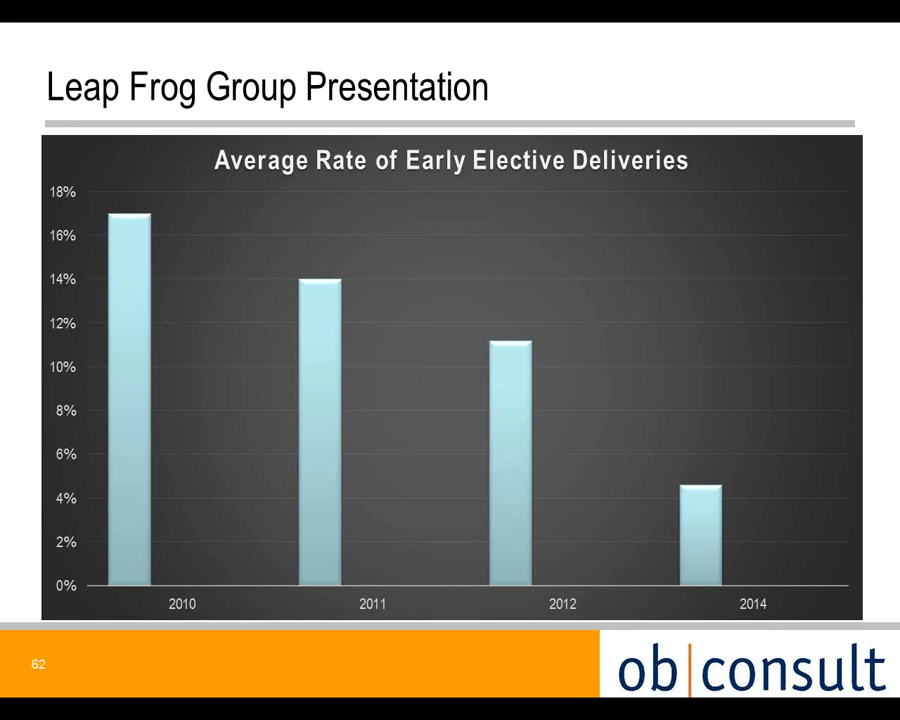 Leap Frog Group Presentation
Average Rate of Early Elective Deliveries
18%
16%
14%
12%
10%
8%
6%
4%
2%
0%
2010 2011 2012 2014
62
ob|consult